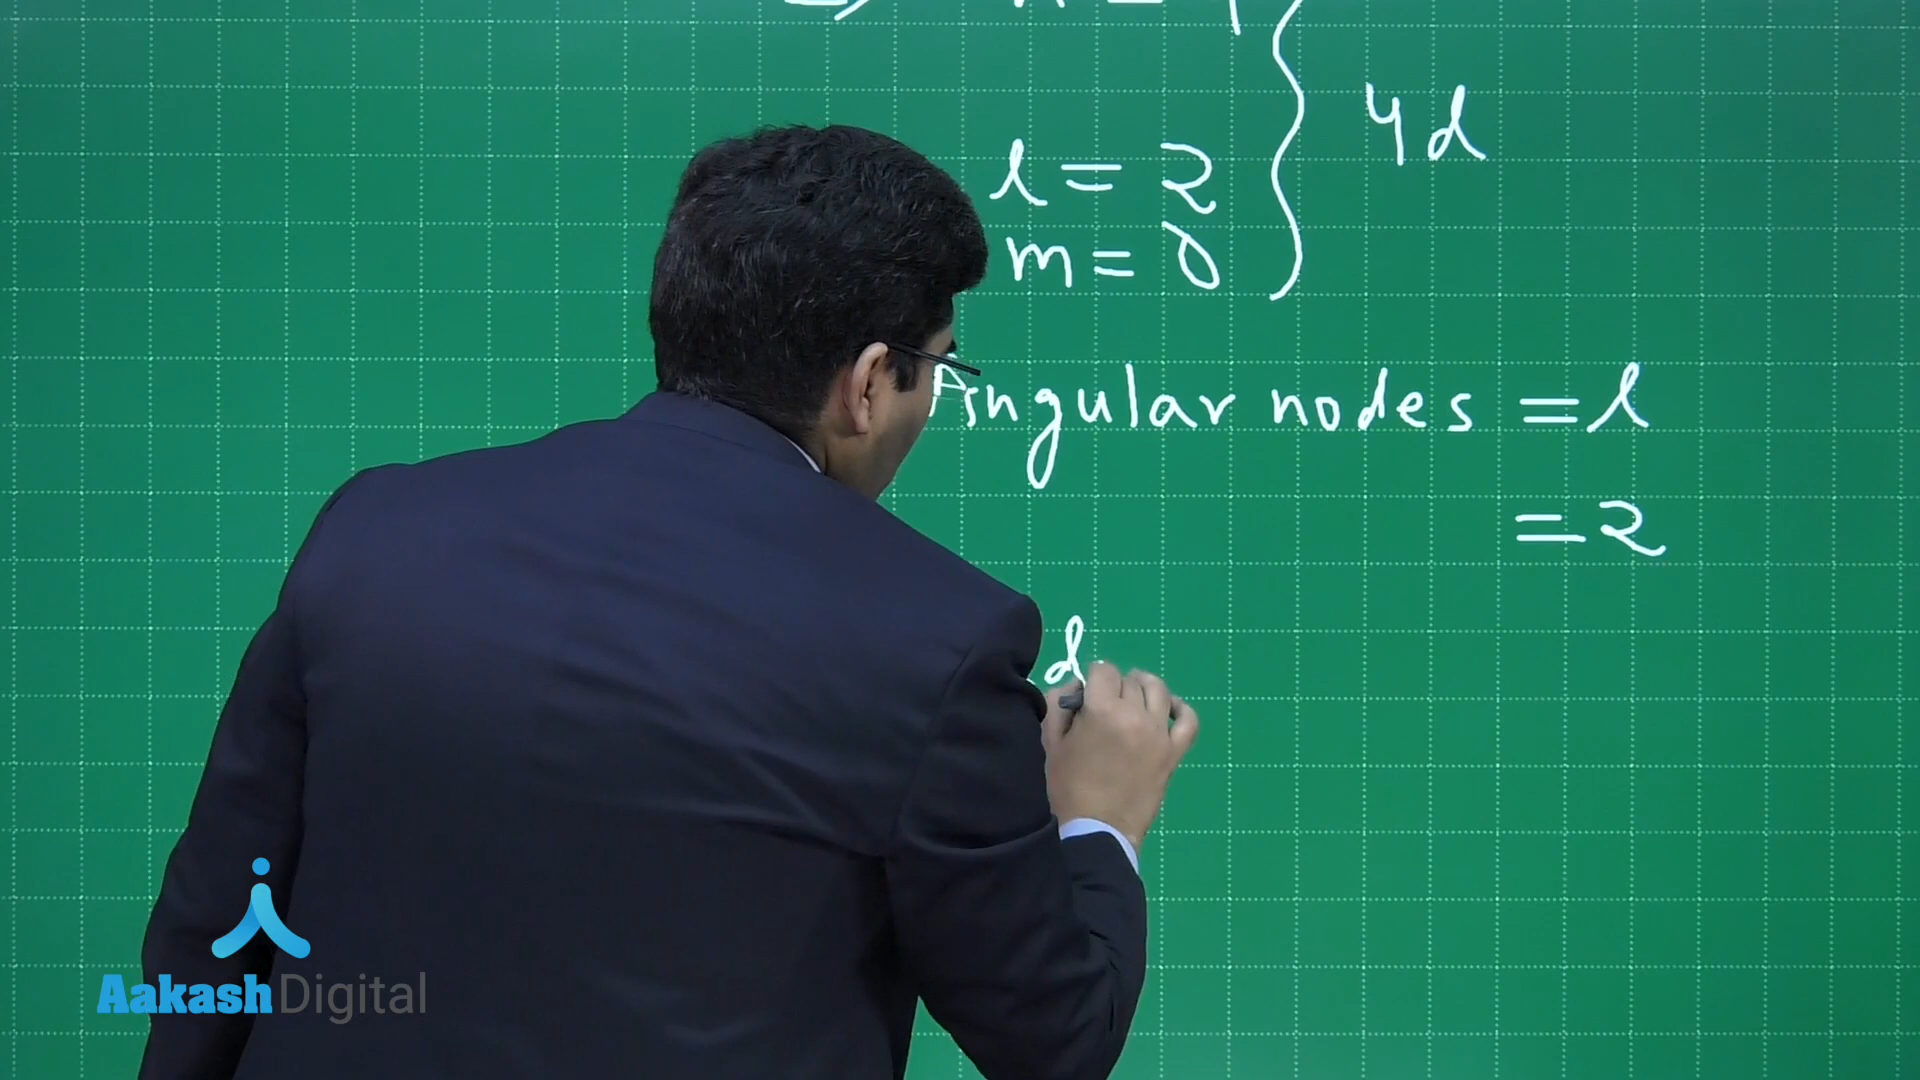 4d
l = 2
m = 0
Angular nodes = l
= 2
d
Aakash Digital